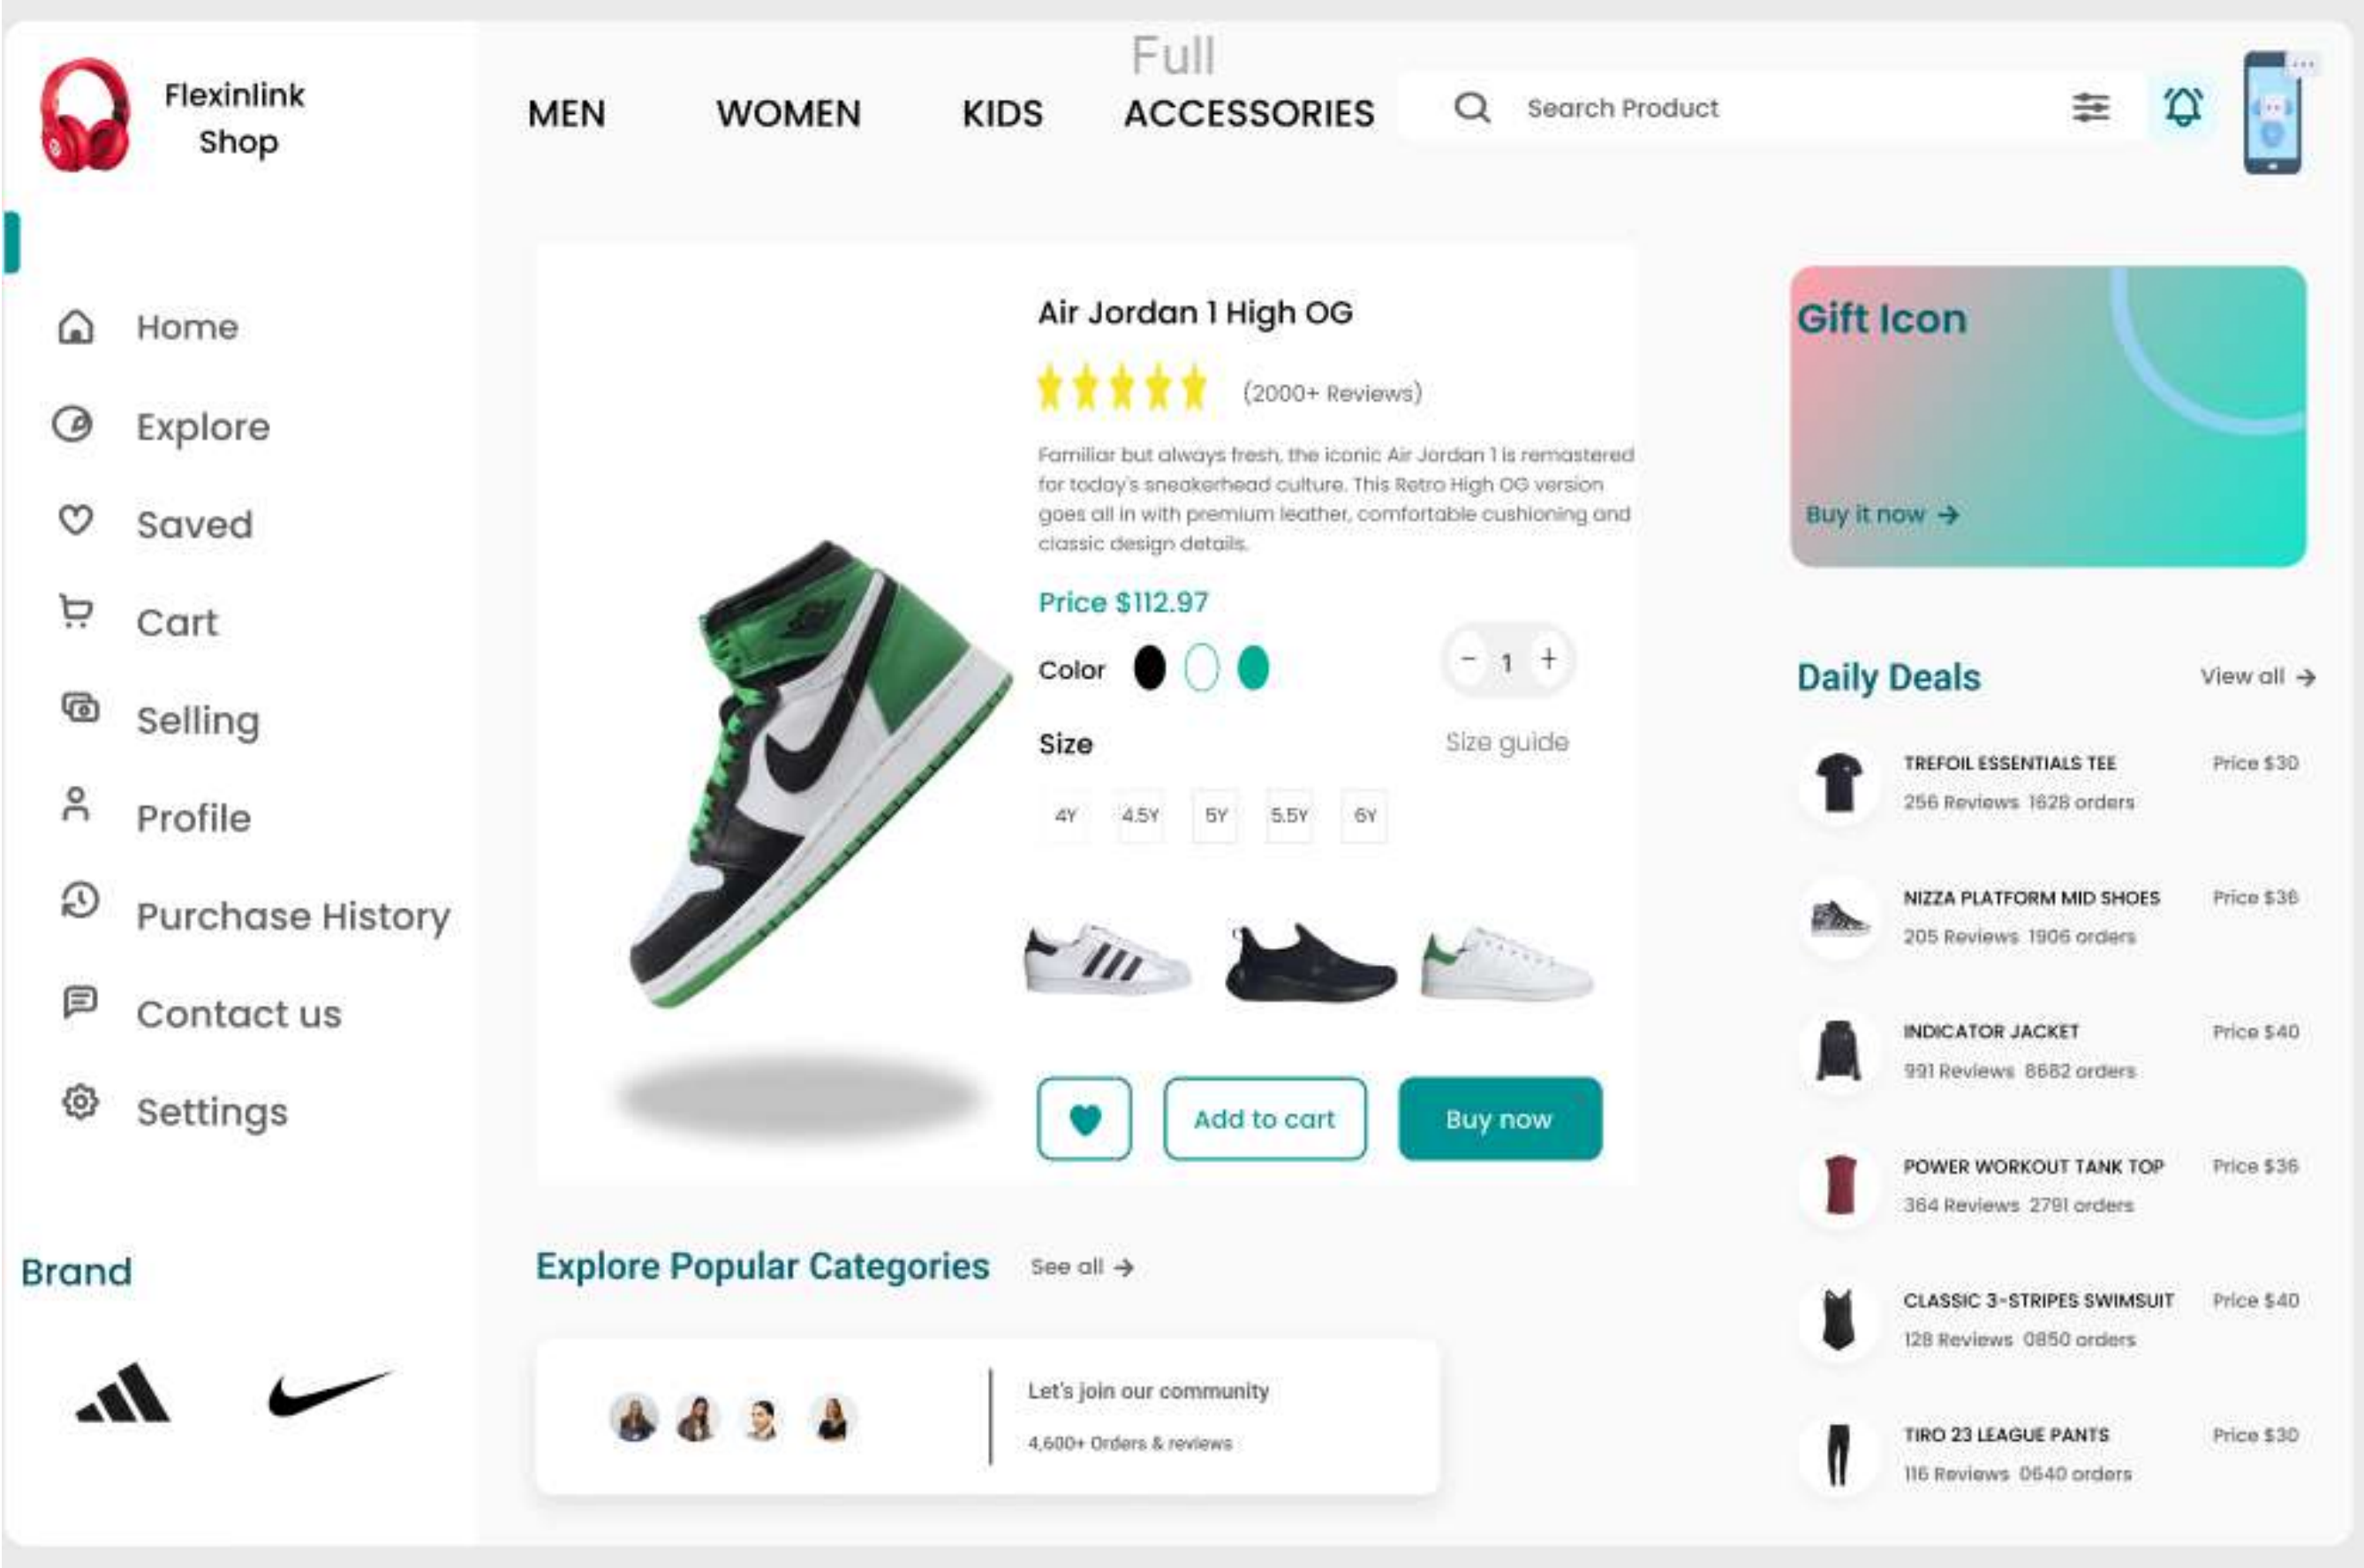 Flexinlink
Shop
Full
MEN WOMEN KIDS ACCESSORIES
Search Product
Home
Explore
Saved
Cart
Selling
Profile
Purchase History
Contact us
Settings
Brand
Air Jordan 1 High OG
(2000+ Reviews)
Familiar but always fresh, the iconic Air Jordan 1 is remastered
for today's sneakerhead culture. This Retro High OG version
goes all in with premium leather, comfortable cushioning and
classic design details.
Price $112.97
Color
- 1 +
Size
Size guide
4Y 4.5Y 5Y 5.5Y 6Y
Add to cart
Buy now
Explore Popular Categories
See all →
Let's join our community
4,600+ Orders & reviews
Gift Icon
Buy it now →
Daily Deals
View all →
TREFOIL ESSENTIALS TEE Price $30
256 Reviews 1628 orders
NIZZA PLATFORM MID SHOES Price $36
205 Reviews 1906 orders
INDICATOR JACKET Price $40
991 Reviews 8682 orders
POWER WORKOUT TANK TOP Price $36
364 Reviews 2791 orders
CLASSIC 3-STRIPES SWIMSUIT Price $40
128 Reviews 0850 orders
TIRO 23 LEAGUE PANTS Price $30
116 Reviews 0640 orders